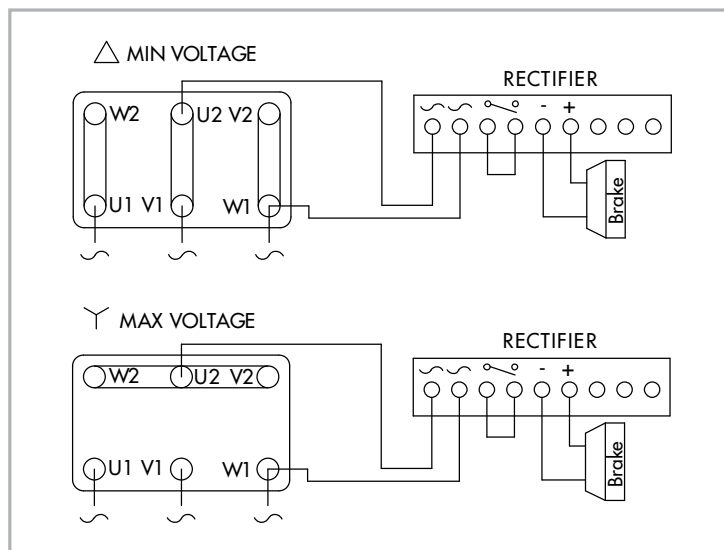 △ MIN VOLTAGE
RECTIFIER
- +
W2 U2 V2
U1 V1 W1
Brake
MAX VOLTAGE
RECTIFIER
- +
W2 U2 V2
U1 V1 W1
Brake